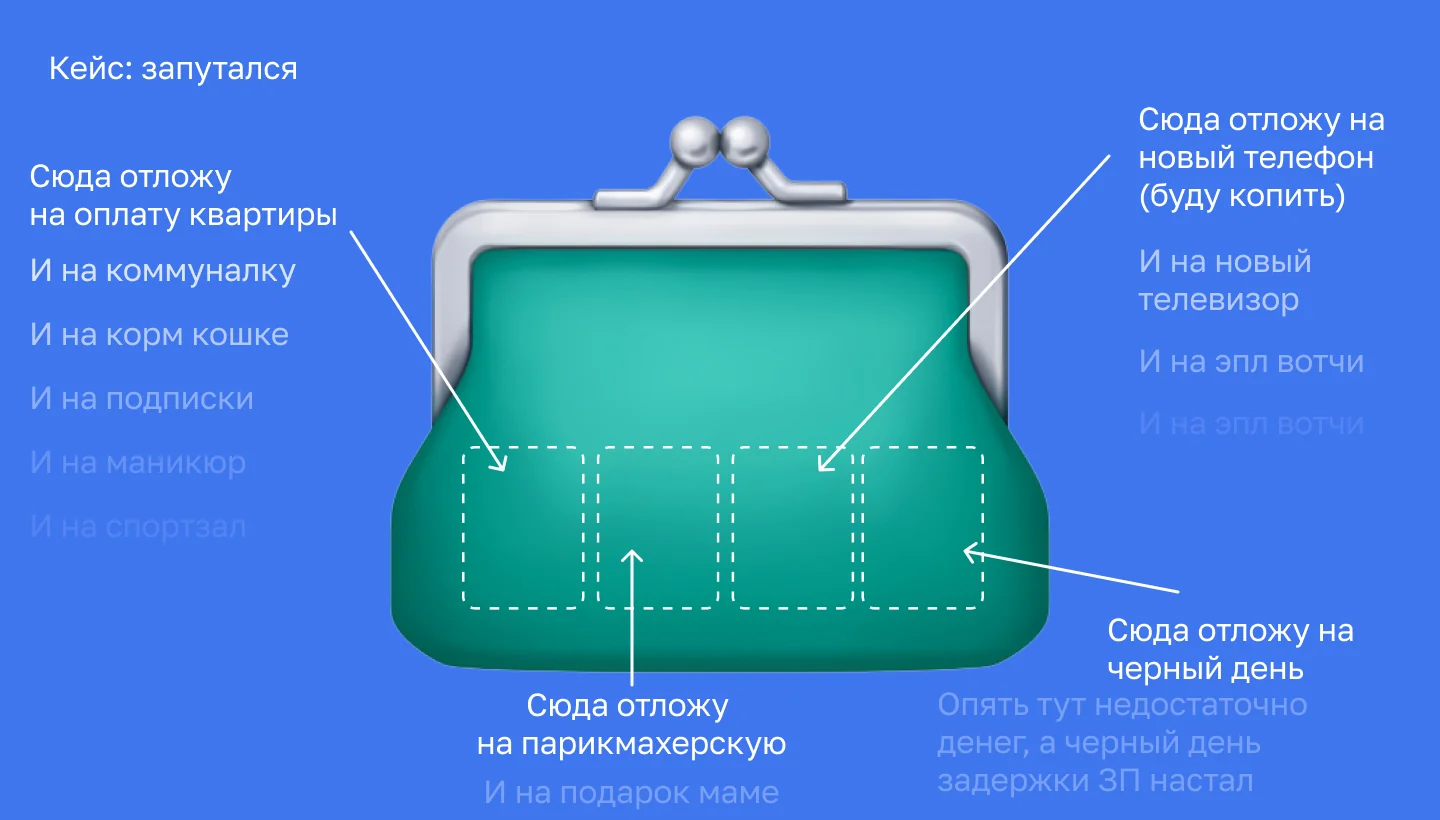 Кейс: запутался
Сюда отложу
на оплату квартиры
И на коммуналку
И на корм кошке
И на подписки
И на маникюр
И на спортзал
Сюда отложу на
новый телефон
(буду копить)
И на новый
телевизор
И на эпл вотчи
И на эпл вотчи
Сюда отложу
на парикмахерскую
И на подарок маме
Сюда отложу на
черный день
Опять тут недостаточно
денег, а черный день
задержки ЗП настал